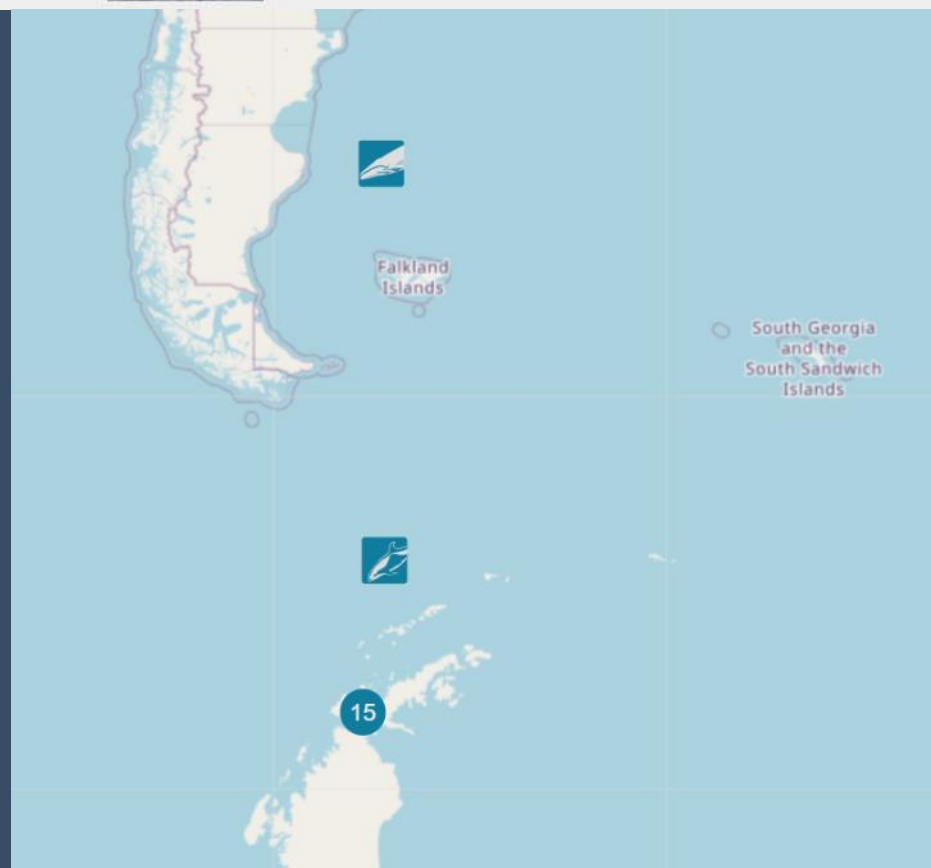 Falkland
Islands
South Georgia
and the
South Sandwich
Islands
15